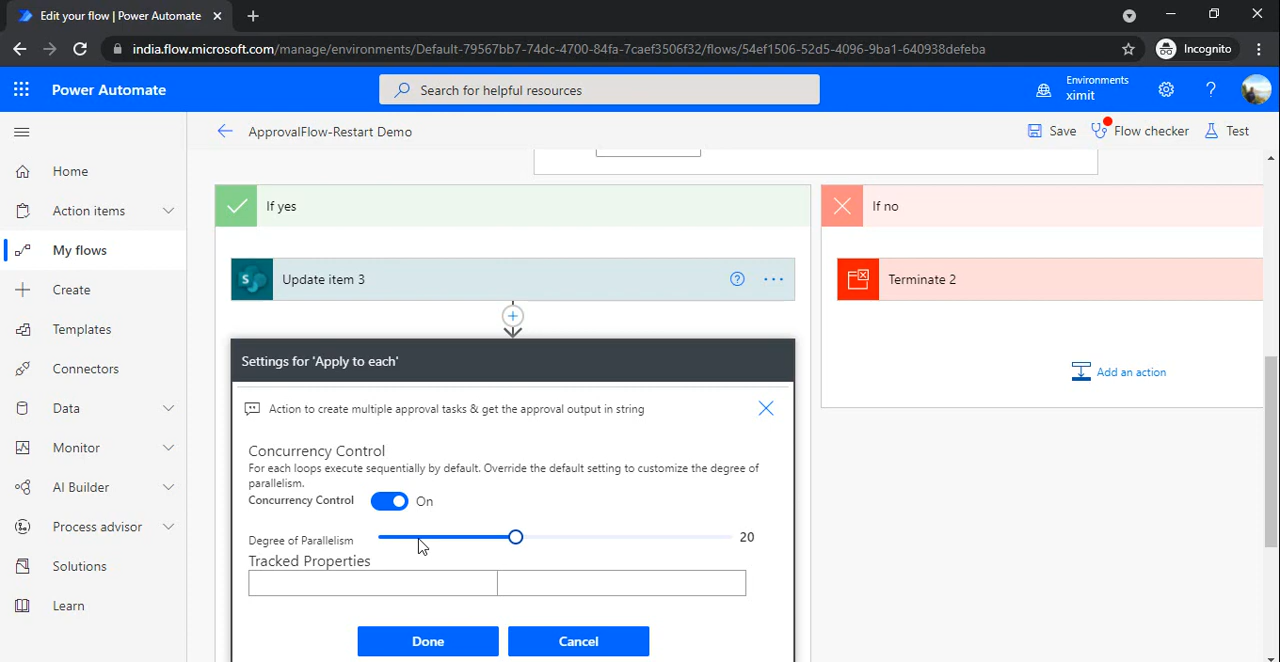 Edit your flow | Power Automate
india.flow.microsoft.com/manage/environments/Default-79567bb7-74dc-4700-84fa-7caef3506f32/flows/54ef1506-52d5-4096-9ba1-640938defeba
Incognito
Power Automate
Search for helpful resources
Environments
ximit
ApprovalFlow-Restart Demo
Save
Flow checker
Test
Home
Action items
My flows
Create
Templates
Connectors
Data
Monitor
AI Builder
Process advisor
Solutions
Learn
If yes
Update item 3
Settings for 'Apply to each'
Action to create multiple approval tasks & get the approval output in string
Concurrency Control
For each loops execute sequentially by default. Override the default setting to customize the degree of
parallelism.
Concurrency Control
On
Degree of Parallelism
20
Tracked Properties
Done
Cancel
If no
Terminate 2
Add an action